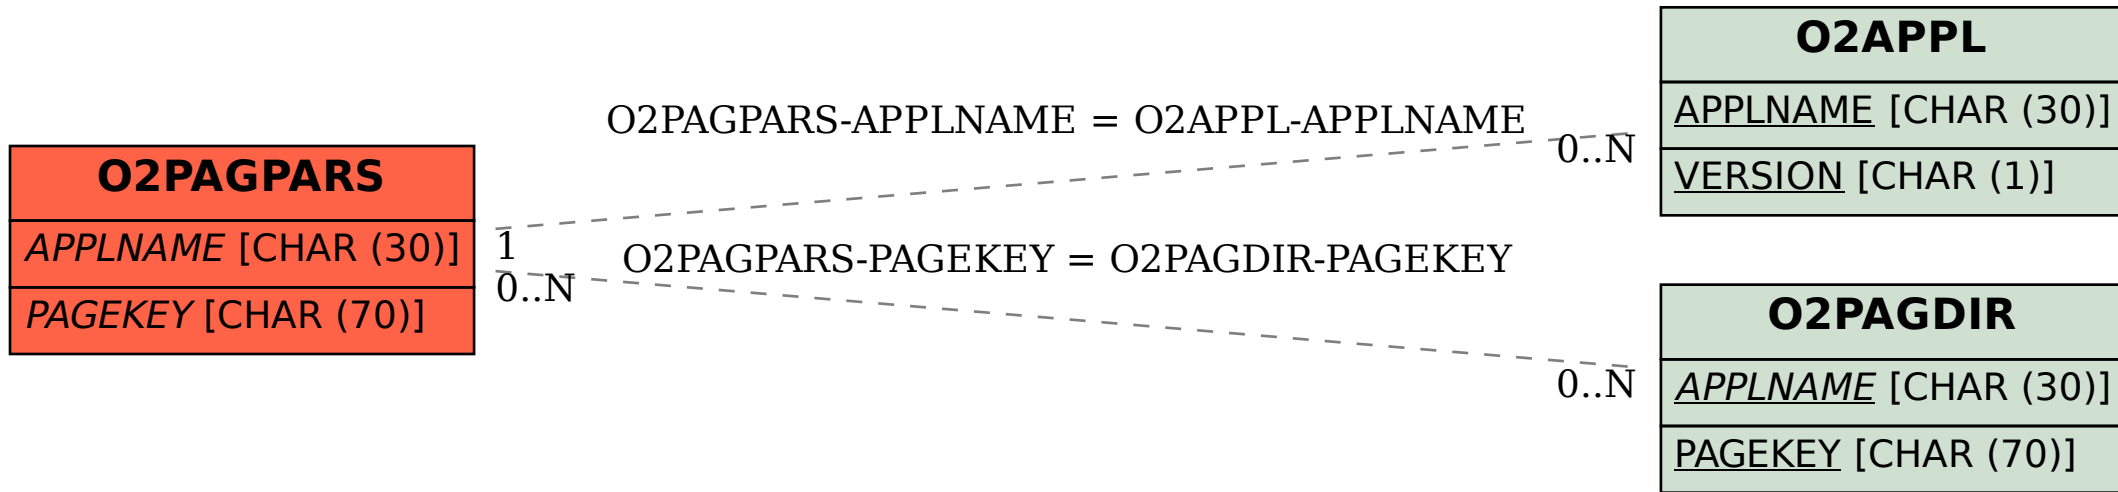 O2PAGPARS
APPLNAME [CHAR (30)]
PAGEKEY [CHAR (70)]
O2PAGPARS-APPLNAME = O2APPL-APPLNAME
0..N
1
O2PAGPARS-PAGEKEY = O2PAGDIR-PAGEKEY
0..N
0..N
O2APPL
APPLNAME [CHAR (30)]
VERSION [CHAR (1)]
O2PAGDIR
APPLNAME [CHAR (30)]
PAGEKEY [CHAR (70)]